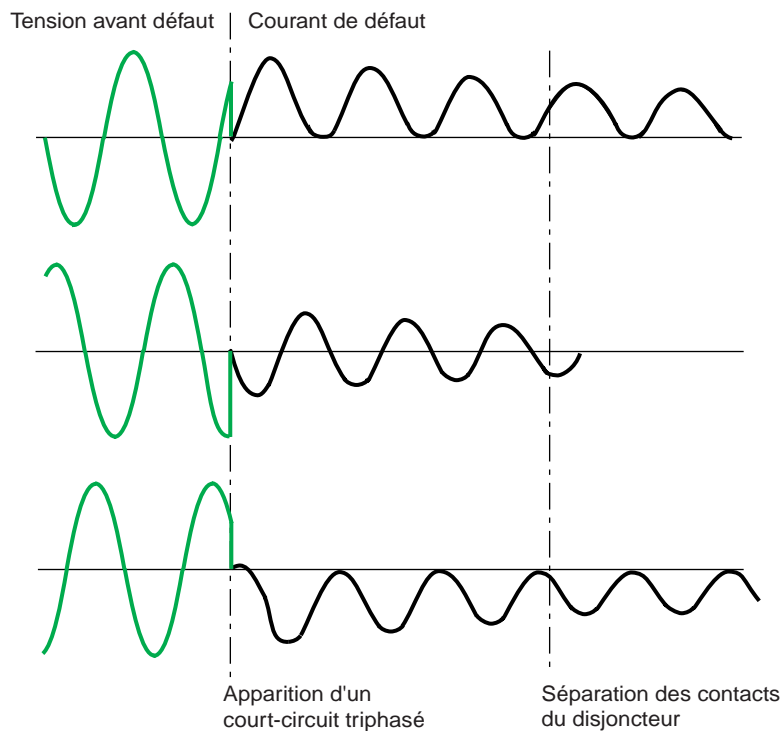 Tension avant défaut
Courant de défaut
Apparition d'un
court-circuit triphasé
Séparation des contacts
du disjoncteur